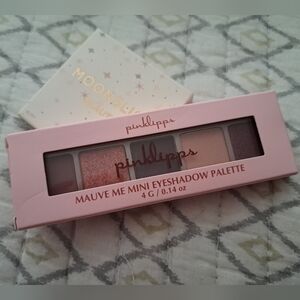 pinklipps
pinklipps
MAUVE ME MINI EYESHADOW PALETTE
4 G / 0.14 oz